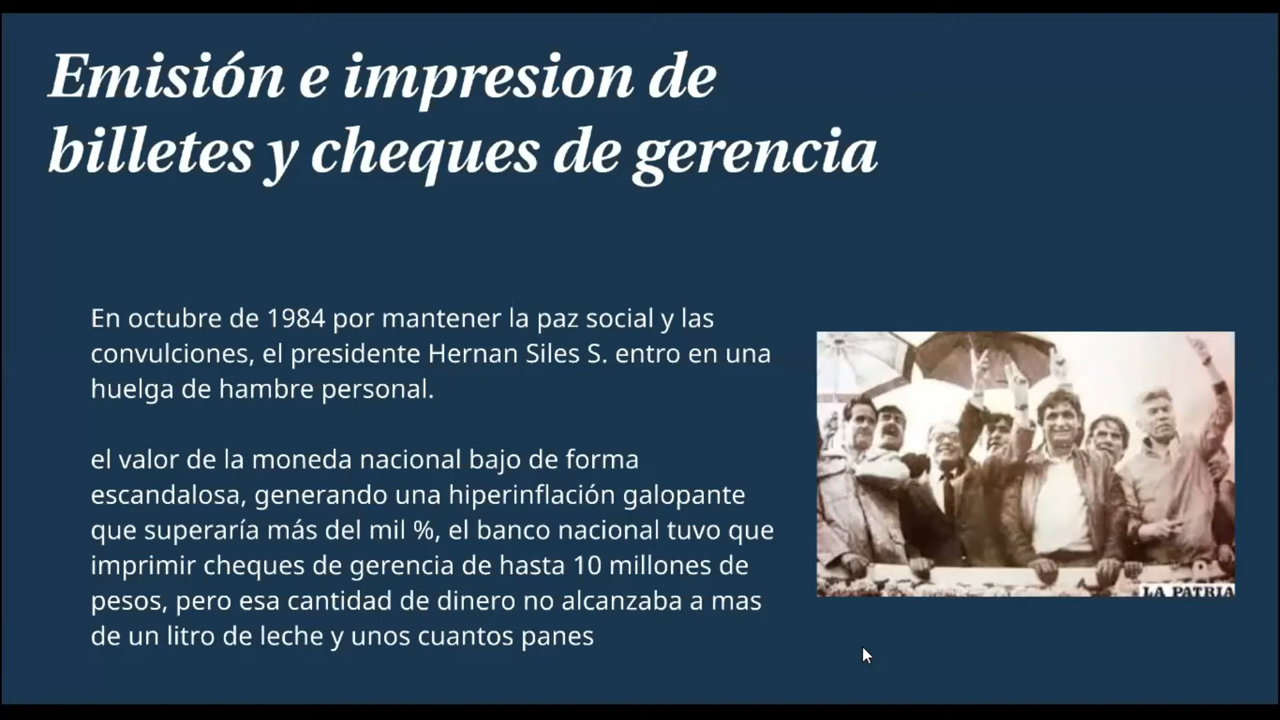 Emisión e impresion de
billetes y cheques de gerencia
En octubre de 1984 por mantener la paz social y las
convulciones, el presidente Hernan Siles S. entro en una
huelga de hambre personal.
el valor de la moneda nacional bajo de forma
escandalosa, generando una hiperinflación galopante
que superaría más del mil %, el banco nacional tuvo que
imprimir cheques de gerencia de hasta 10 millones de
pesos, pero esa cantidad de dinero no alcanzaba a mas
de un litro de leche y unos cuantos panes
LA PATRIA